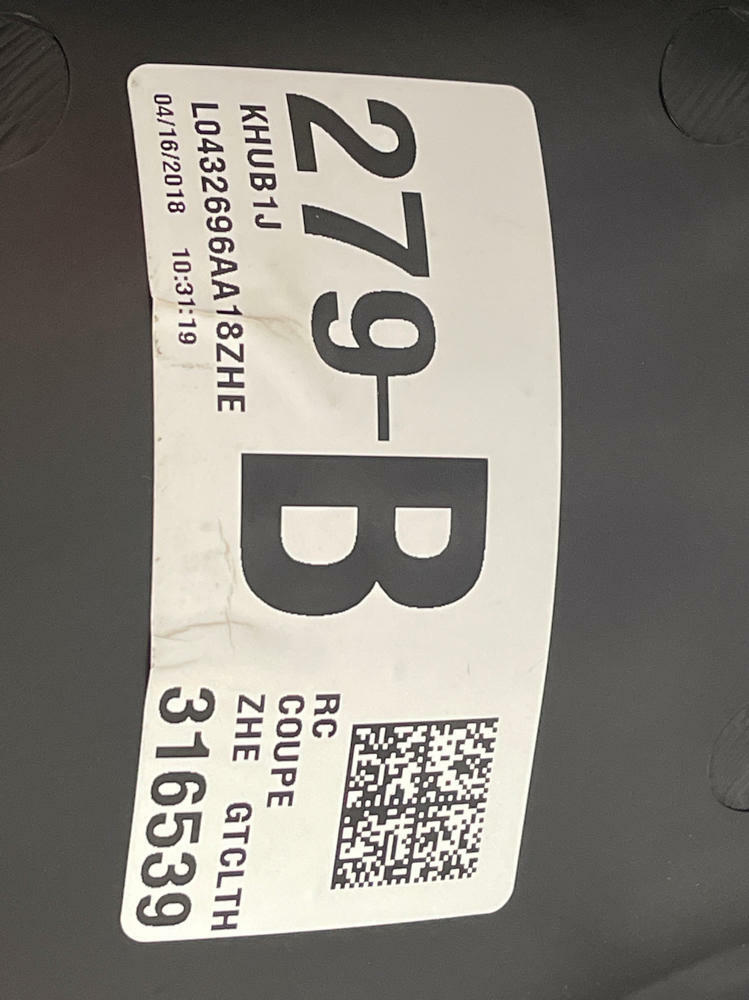 279-B
KHUB1J
L0432696AA18ZHE
04/16/2018 10:31:19
RC
COUPE
ZHE GTCLTH
316539